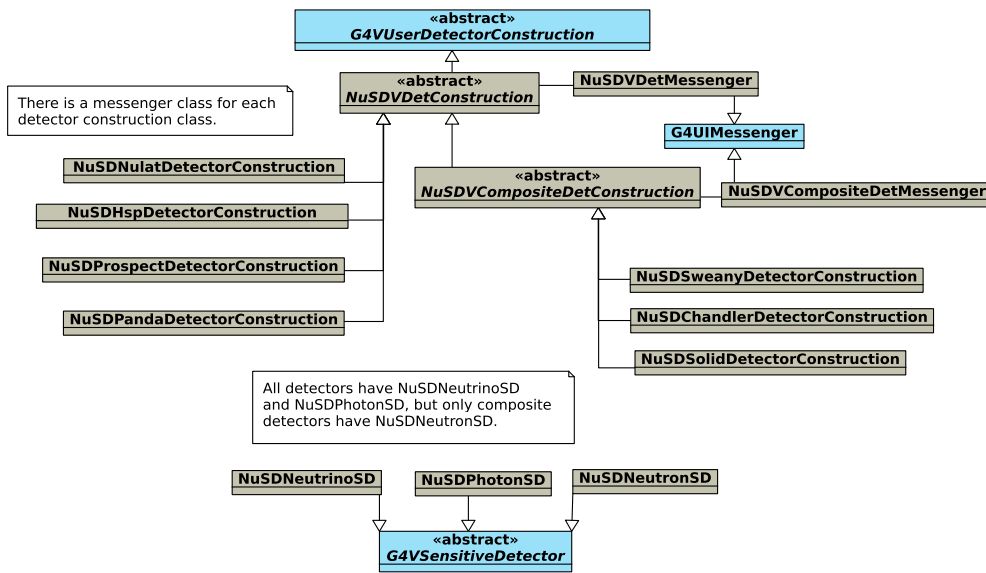 «abstract»
G4VUserDetectorConstruction
«abstract»
NuSDVDetConstruction
NuSDVDetMessenger
There is a messenger class for each
detector construction class.
G4UIMessenger
NuSDNulatDetectorConstruction
«abstract»
NuSDVCompositeDetConstruction
NuSDVCompositeDetMessenger
NuSDHspDetectorConstruction
NuSDProspectDetectorConstruction
NuSDSweanyDetectorConstruction
NuSDPandaDetectorConstruction
NuSDChandlerDetectorConstruction
NuSDSolidDetectorConstruction
All detectors have NuSDNeutrinoSD
and NuSDPhotonSD, but only composite
detectors have NuSDNeutronSD.
NuSDNeutrinoSD
NuSDPhotonSD
NuSDNeutronSD
«abstract»
G4VSensitiveDetector